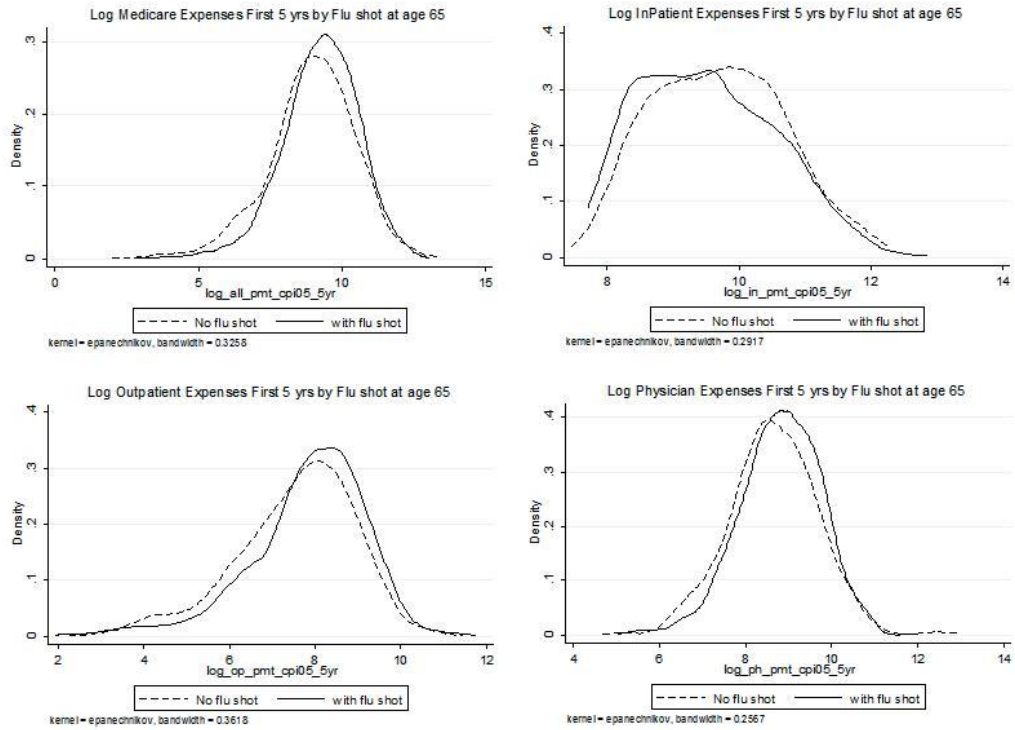 Log Medicare Expenses First 5 yrs by Flu shot at age 65
Density
.3
.2
.1
0
0 5 10 15
log_all_pmt_cpi05_5yr
No flu shot with flu shot
kernel = epanechnikov, bandwidth = 0.3258
Log InPatient Expenses First 5 yrs by Flu shot at age 65
Density
.4
.3
.2
.1
0
8 10 12 14
log_in_pmt_cpi05_5yr
No flu shot with flu shot
kernel = epanechnikov, bandwidth = 0.2917
Log Outpatient Expenses First 5 yrs by Flu shot at age 65
Density
.4
.3
.2
.1
0
2 4 6 8 10 12
log_op_pmt_cpi05_5yr
No flu shot with flu shot
kernel = epanechnikov, bandwidth = 0.3618
Log Physician Expenses First 5 yrs by Flu shot at age 65
Density
.4
.3
.2
.1
0
4 6 8 10 12 14
log_ph_pmt_cpi05_5yr
No flu shot with flu shot
kernel = epanechnikov, bandwidth = 0.2567